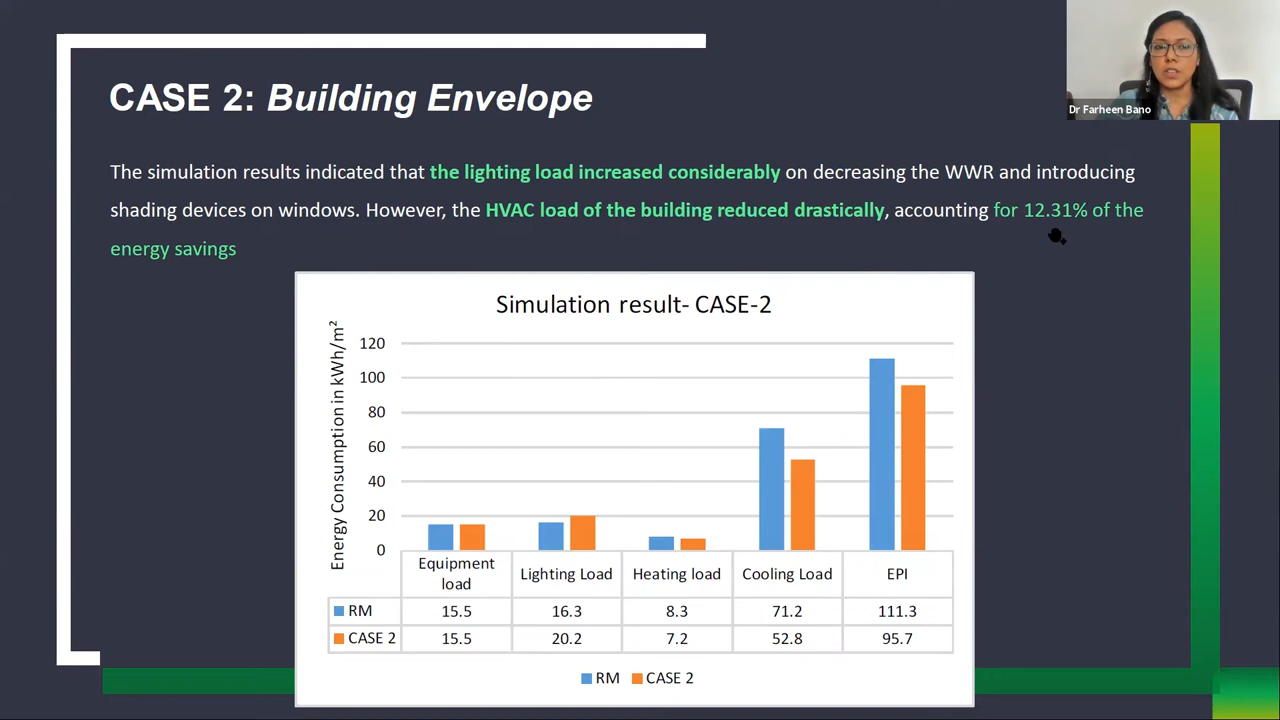 Dr Farheen Bano
CASE 2: Building Envelope
The simulation results indicated that the lighting load increased considerably on decreasing the WWR and introducing
shading devices on windows. However, the HVAC load of the building reduced drastically, accounting for 12.31% of the
energy savings
Simulation result- CASE-2
Energy Consumption in kWh/m²
120
100
80
60
40
20
0
Equipment load Lighting Load Heating load Cooling Load EPI
RM 15.5 16.3 8.3 71.2 111.3
CASE 2 15.5 20.2 7.2 52.8 95.7
RM CASE 2